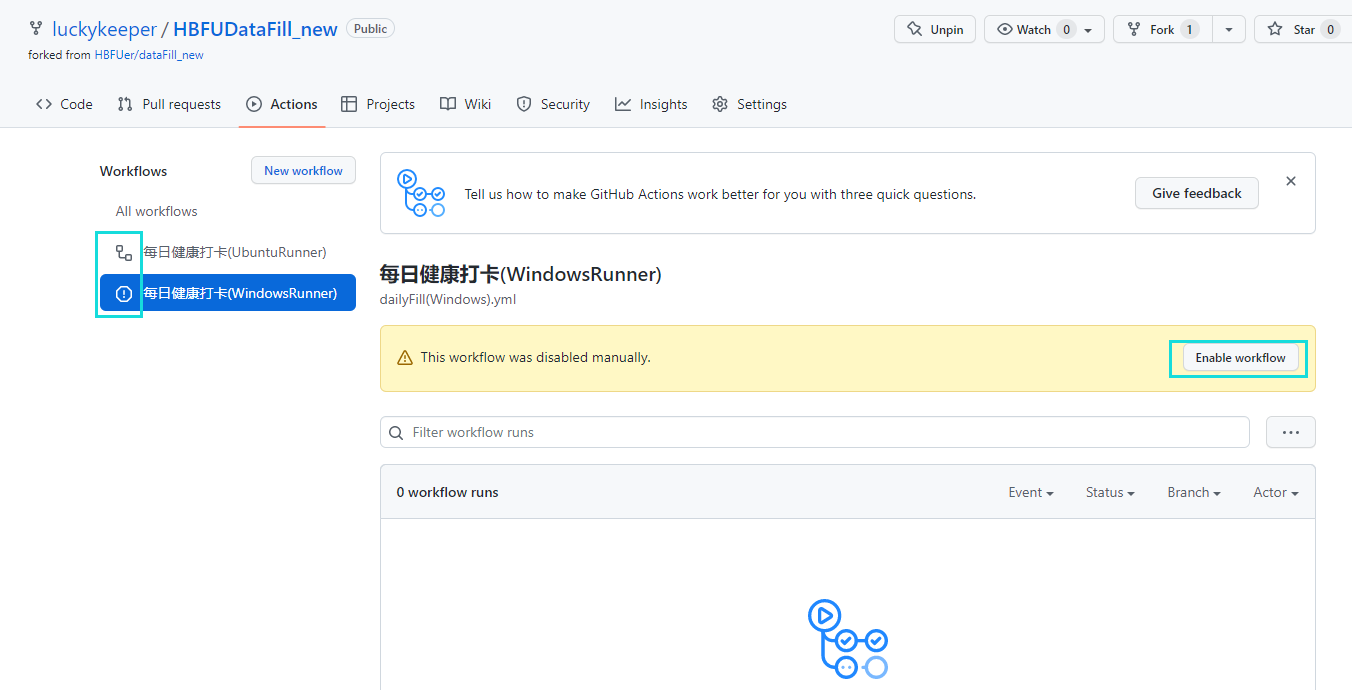 luckykeeper / HBFUDataFill_new Public
Unpin Watch 0 Fork 1 Star 0
forked from HBFUer/dataFill_new
Code Pull requests Actions Projects Wiki Security Insights Settings
Workflows New workflow
All workflows
每日健康打卡(UbuntuRunner)
每日健康打卡(WindowsRunner)
Tell us how to make GitHub Actions work better for you with three quick questions. Give feedback
每日健康打卡(WindowsRunner)
dailyFill(Windows).yml
This workflow was disabled manually. Enable workflow
Filter workflow runs
0 workflow runs Event Status Branch Actor